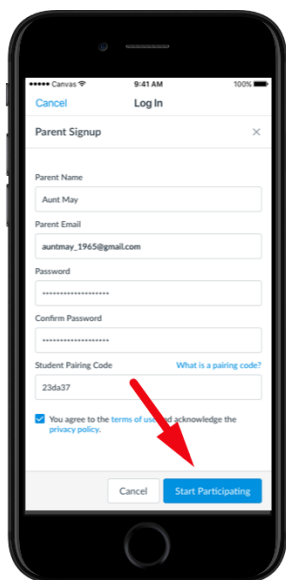 Canvas 9:41 AM 100%
Cancel Log In
Parent Signup ×
Parent Name
Aunt May
Parent Email
auntmay_1965@gmail.com
Password
••••••••••••••••••••
Confirm Password
••••••••••••••••••••
Student Pairing Code What is a pairing code?
23da37
You agree to the terms of use and acknowledge the
privacy policy.
Cancel Start Participating